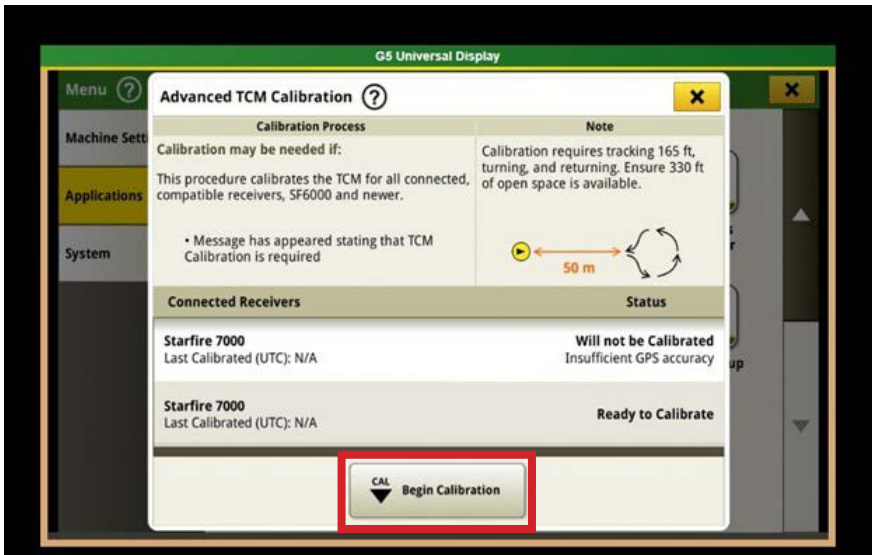 G5 Universal Display
Menu ?
Advanced TCM Calibration ?
Machine Sett
Applications
System
Calibration Process
Note
Calibration may be needed if:
This procedure calibrates the TCM for all connected,
compatible receivers, SF6000 and newer.
• Message has appeared stating that TCM
Calibration is required
Calibration requires tracking 165 ft,
turning, and returning. Ensure 330 ft
of open space is available.
50 m
Connected Receivers
Status
Starfire 7000
Last Calibrated (UTC): N/A
Will not be Calibrated
Insufficient GPS accuracy
Starfire 7000
Last Calibrated (UTC): N/A
Ready to Calibrate
CAL
Begin Calibration
up